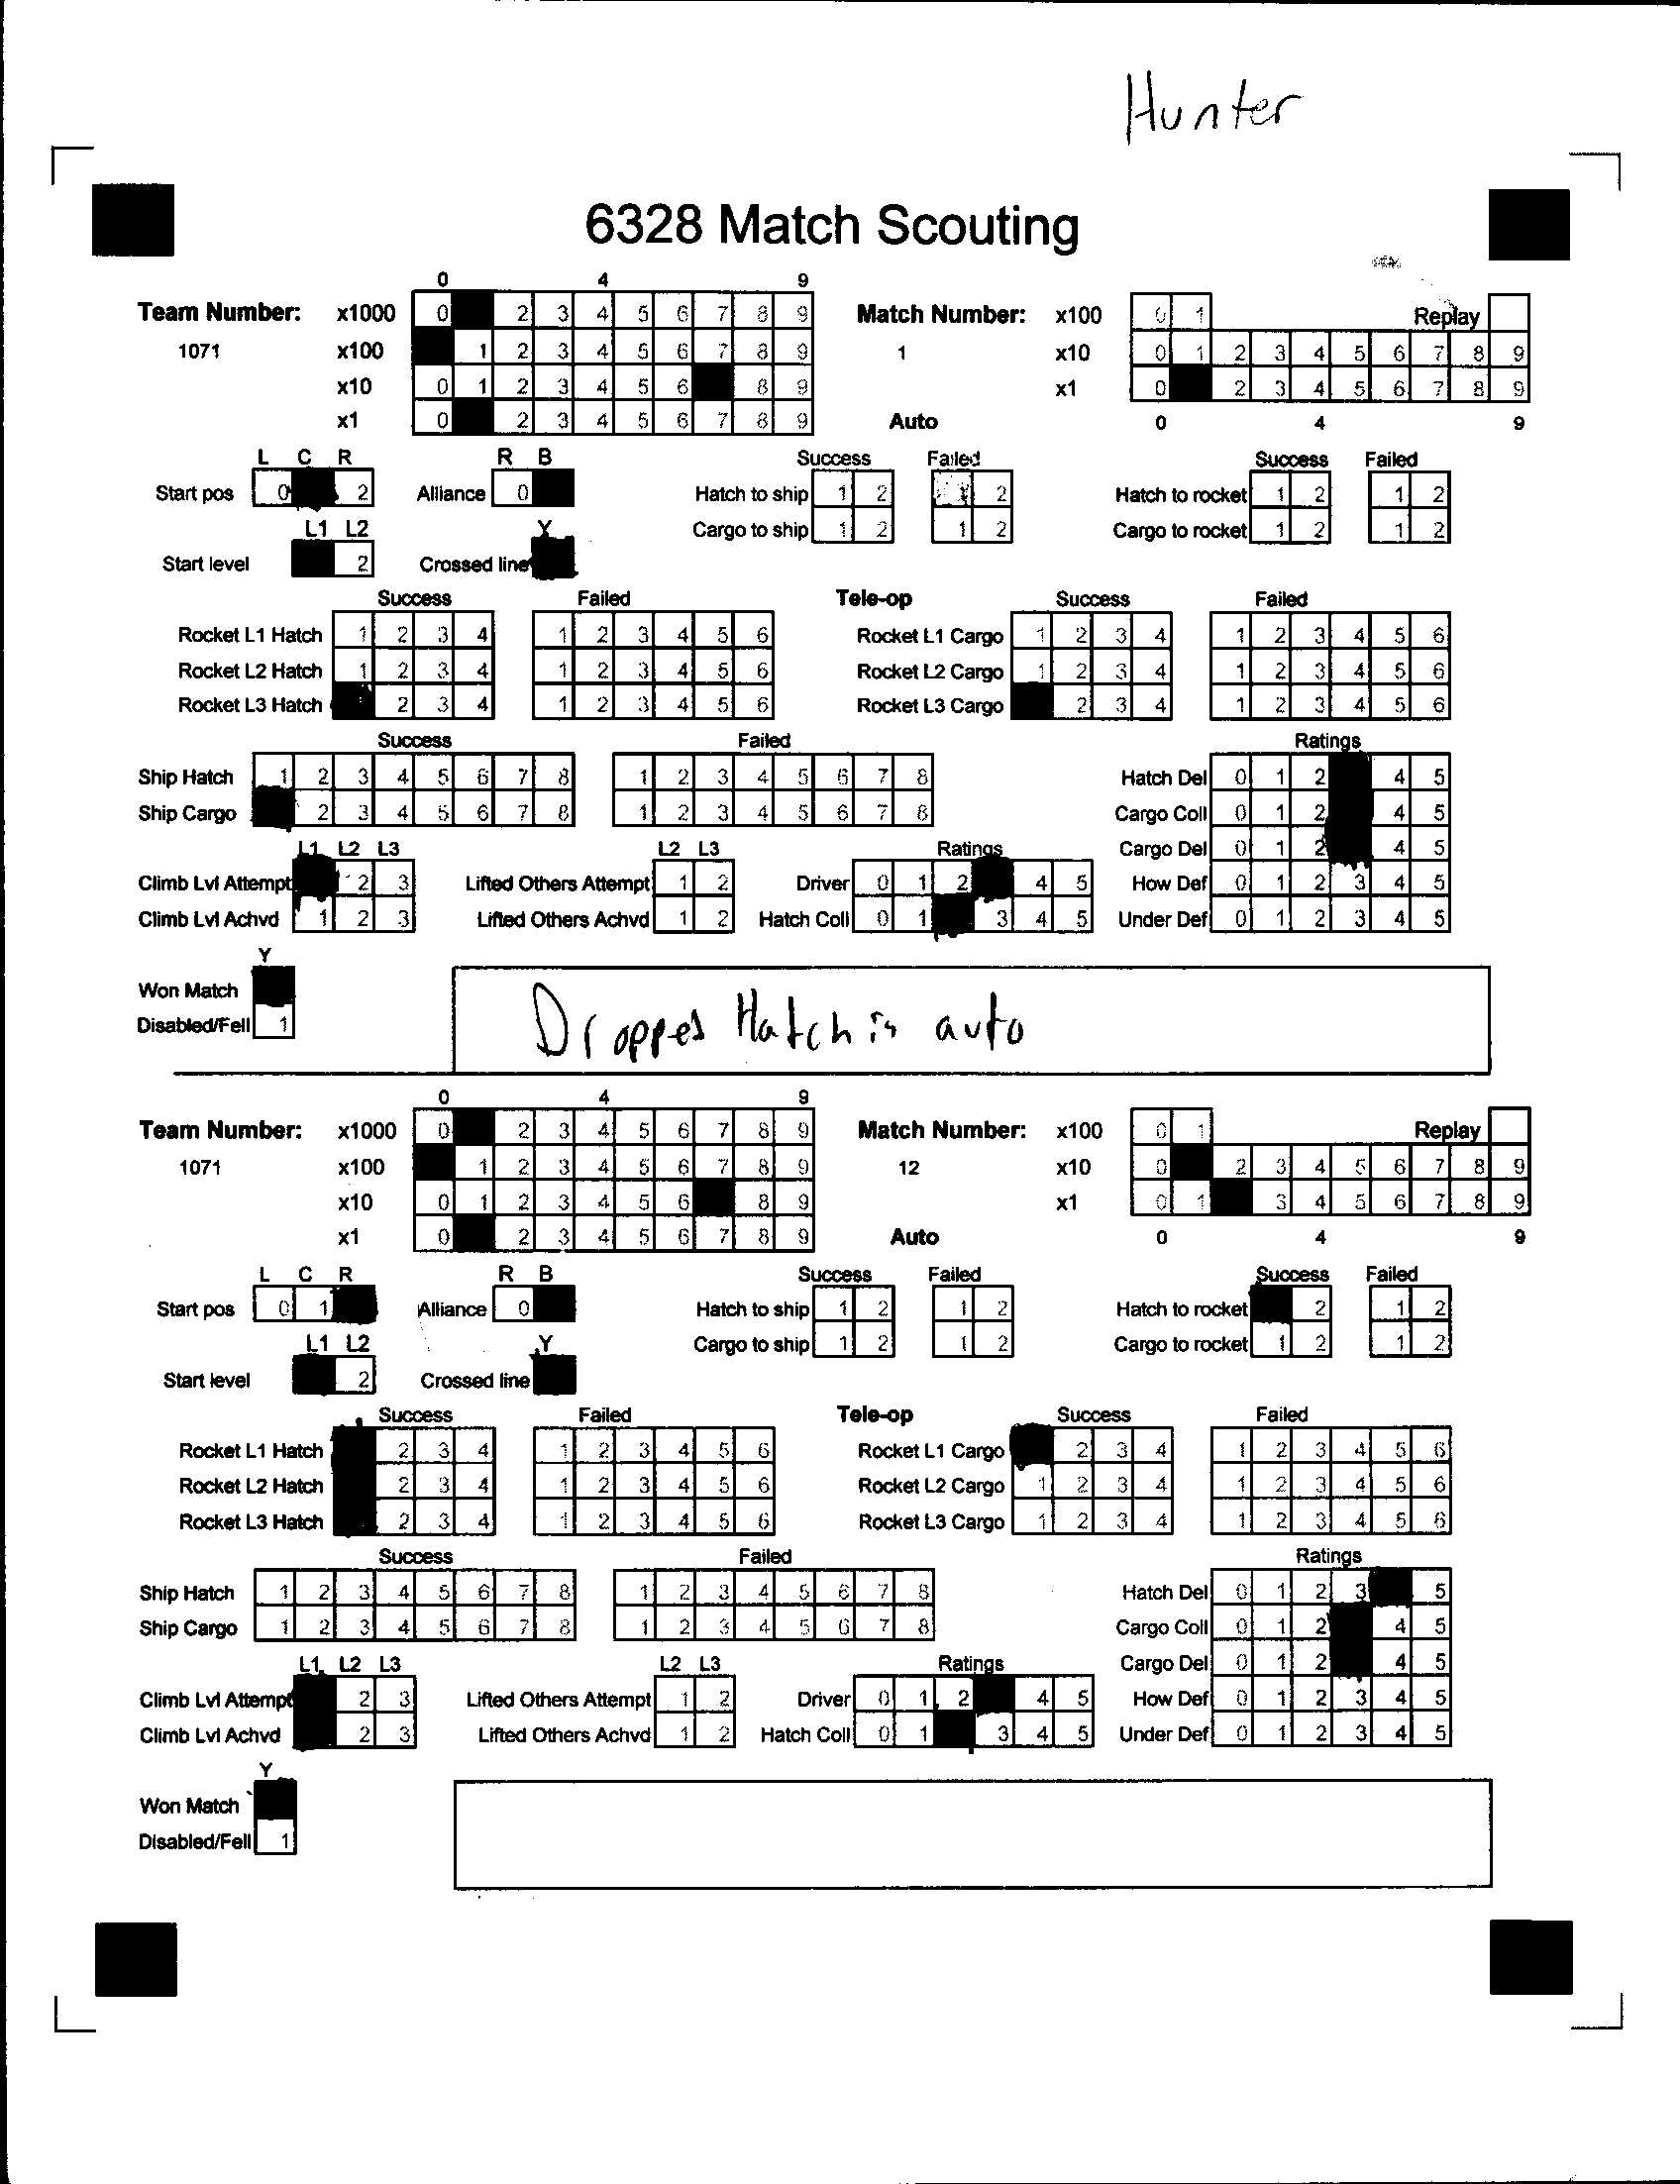 Hunter
6328 Match Scouting
0 4 9
Team Number: x1000 0 2 3 4 5 6 7 8 9 Match Number: x100 0 1 Replay
1071 x100 1 2 3 4 5 6 7 8 9 1 x10 0 1 2 3 4 5 6 7 8 9
x10 0 1 2 3 4 5 6 8 9 x1 0 2 3 4 5 6 7 8 9
x1 0 2 3 4 5 6 7 8 9 Auto 0 4 9
L C R R B Success Failed Success Failed
Start pos 0 2 Alliance 0 Hatch to ship 1 2 1 2 Hatch to rocket 1 2 1 2
L1 L2 Y Cargo to ship 1 2 1 2 Cargo to rocket 1 2 1 2
Start level 2 Crossed line
Success Failed Tele-op Success Failed
Rocket L1 Hatch 1 2 3 4 1 2 3 4 5 6 Rocket L1 Cargo 1 2 3 4 1 2 3 4 5 6
Rocket L2 Hatch 1 2 3 4 1 2 3 4 5 6 Rocket L2 Cargo 1 2 3 4 1 2 3 4 5 6
Rocket L3 Hatch 2 3 4 1 2 3 4 5 6 Rocket L3 Cargo 2 3 4 1 2 3 4 5 6
Success Failed Ratings
Ship Hatch 1 2 3 4 5 6 7 8 1 2 3 4 5 6 7 8 Hatch Del 0 1 2 4 5
Ship Cargo 2 3 4 5 6 7 8 1 2 3 4 5 6 7 8 Cargo Coll 0 1 2 4 5
L1 L2 L3 L2 L3 Ratings Cargo Del 0 1 2 4 5
Climb Lvl Attempt 2 3 Lifted Others Attempt 1 2 Driver 0 1 2 4 5 How Def 0 1 2 3 4 5
Climb Lvl Achvd 1 2 3 Lifted Others Achvd 1 2 Hatch Coll 0 1 3 4 5 Under Def 0 1 2 3 4 5
Y
Won Match
Disabled/Fell 1
Dropped Hatch in auto
0 4 9
Team Number: x1000 0 2 3 4 5 6 7 8 9 Match Number: x100 0 1 Replay
1071 x100 1 2 3 4 5 6 7 8 9 12 x10 0 2 3 4 5 6 7 8 9
x10 0 1 2 3 4 5 6 8 9 x1 0 1 3 4 5 6 7 8 9
x1 0 2 3 4 5 6 7 8 9 Auto 0 4 9
L C R R B Success Failed Success Failed
Start pos 0 1 Alliance 0 Hatch to ship 1 2 1 2 Hatch to rocket 2 1 2
L1 L2 Y Cargo to ship 1 2 1 2 Cargo to rocket 1 2 1 2
Start level 2 Crossed line
Success Failed Tele-op Success Failed
Rocket L1 Hatch 2 3 4 1 2 3 4 5 6 Rocket L1 Cargo 2 3 4 1 2 3 4 5 6
Rocket L2 Hatch 2 3 4 1 2 3 4 5 6 Rocket L2 Cargo 1 2 3 4 1 2 3 4 5 6
Rocket L3 Hatch 2 3 4 1 2 3 4 5 6 Rocket L3 Cargo 1 2 3 4 1 2 3 4 5 6
Success Failed Ratings
Ship Hatch 1 2 3 4 5 6 7 8 1 2 3 4 5 6 7 8 Hatch Del 0 1 2 3 5
Ship Cargo 1 2 3 4 5 6 7 8 1 2 3 4 5 6 7 8 Cargo Coll 0 1 2 4 5
L1 L2 L3 L2 L3 Ratings Cargo Del 0 1 2 4 5
Climb Lvl Attempt 2 3 Lifted Others Attempt 1 2 Driver 0 1 2 4 5 How Def 0 1 2 3 4 5
Climb Lvl Achvd 2 3 Lifted Others Achvd 1 2 Hatch Coll 0 1 3 4 5 Under Def 0 1 2 3 4 5
Y
Won Match
Disabled/Fell 1